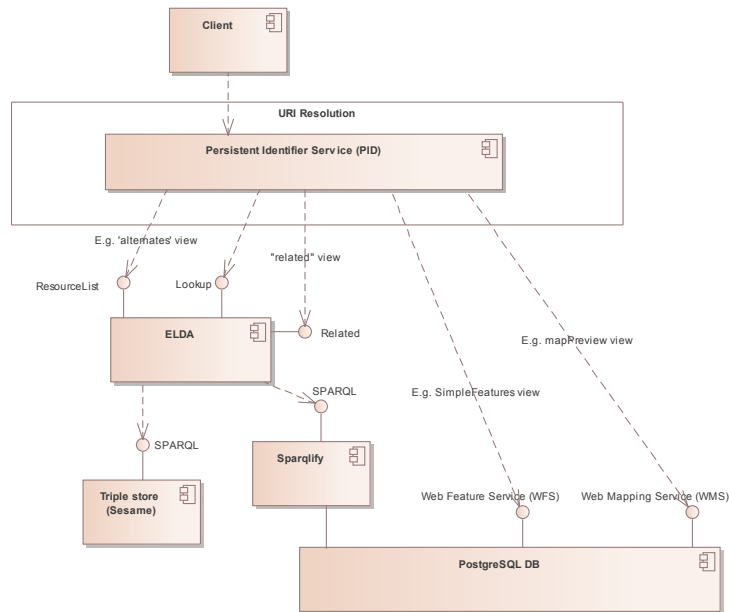 Client
URI Resolution
Persistent Identifier Service (PID)
E.g. 'alternates' view
"related" view
ResourceList
Lookup
ELDA
Related
E.g. mapPreview view
SPARQL
E.g. SimpleFeatures view
SPARQL
Sparqlify
Triple store
(Sesame)
Web Feature Service (WFS)
Web Mapping Service (WMS)
PostgreSQL DB